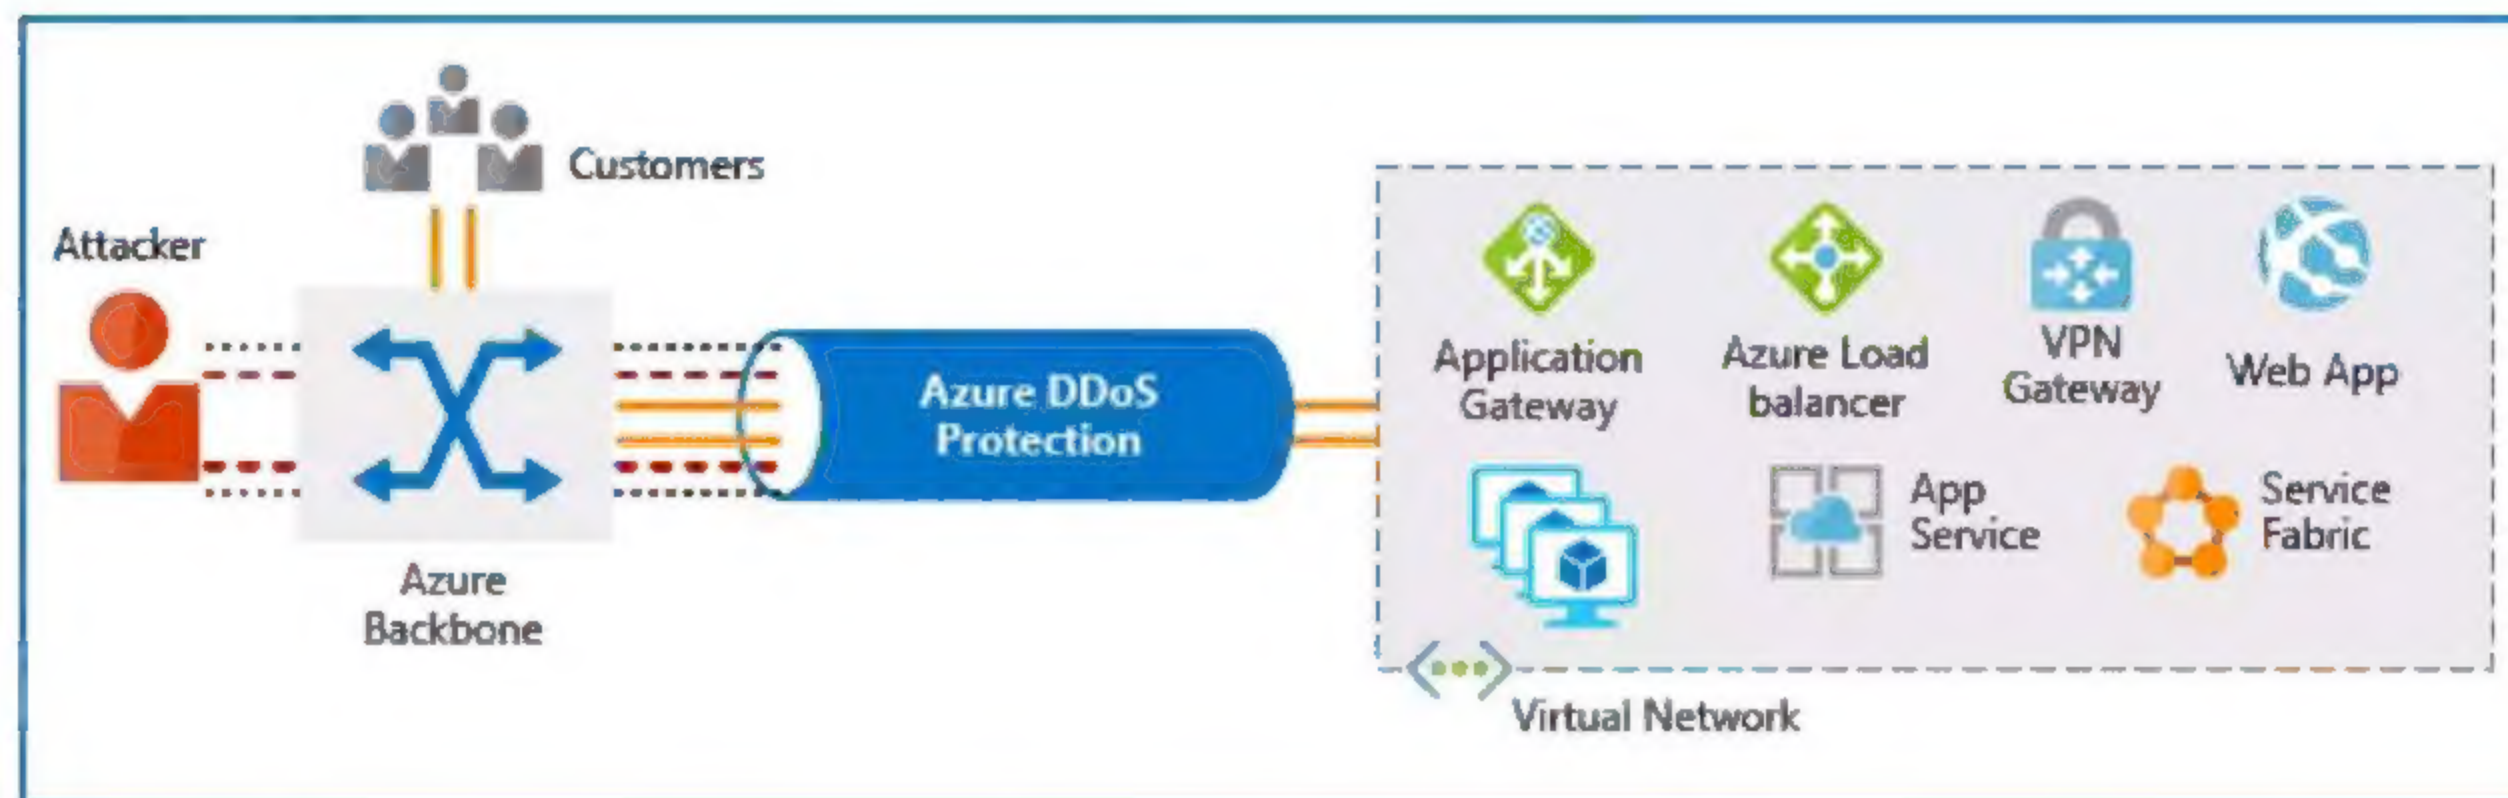 Customers
Attacker
Azure
Backbone
Azure DDoS
Protection
Application
Gateway
Azure Load
balancer
VPN
Gateway
Web App
App
Service
Service
Fabric
Virtual Network